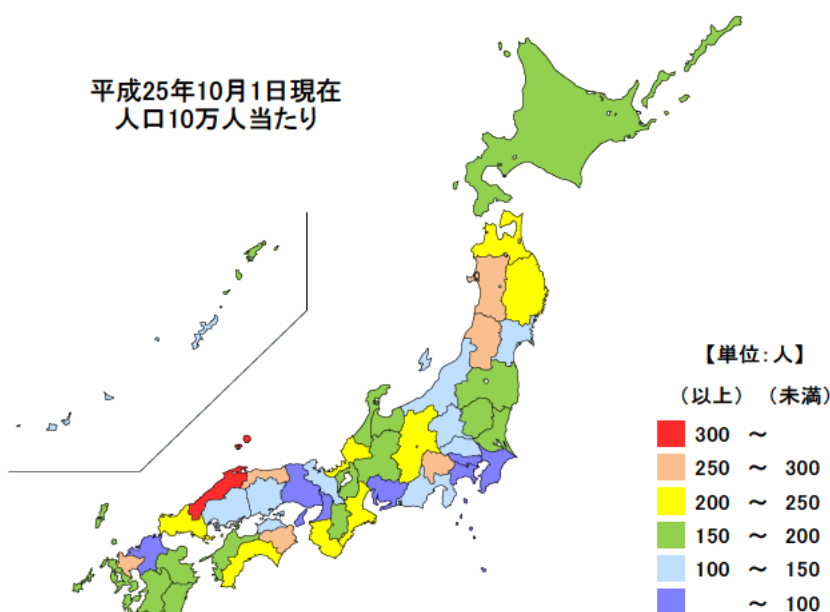 平成25年10月1日現在
人口10万人当たり
【単位：人】
（以上）（未満）
300 ～
250 ～ 300
200 ～ 250
150 ～ 200
100 ～ 150
～ 100